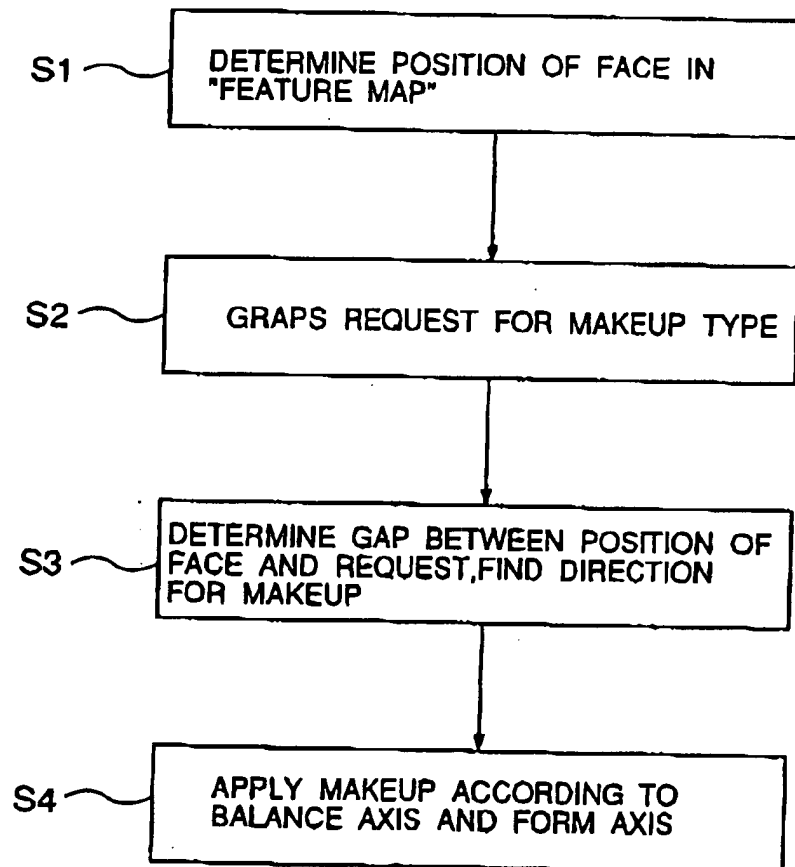 S1
DETERMINE POSITION OF FACE IN
"FEATURE MAP"
S2
GRAPS REQUEST FOR MAKEUP TYPE
S3
DETERMINE GAP BETWEEN POSITION OF
FACE AND REQUEST,FIND DIRECTION
FOR MAKEUP
S4
APPLY MAKEUP ACCORDING TO
BALANCE AXIS AND FORM AXIS